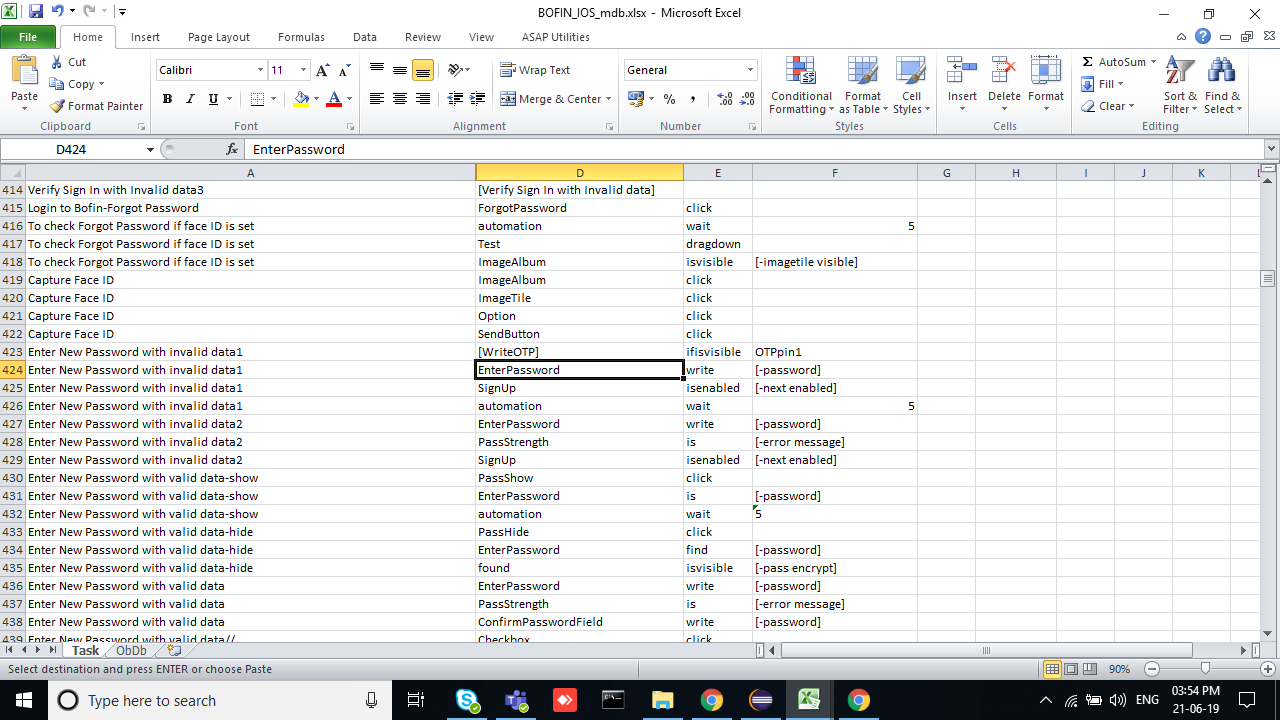 BOFIN_IOS_mdb.xlsx - Microsoft Excel
File Home Insert Page Layout Formulas Data Review View ASAP Utilities
Paste
Cut
Copy
Format Painter
Clipboard
Calibri 11
B I U
Font
Wrap Text
Merge & Center
Alignment
General
Number
Conditional Formatting
Format as Table
Cell Styles
Styles
Insert Delete Format
Cells
AutoSum
Fill
Clear
Sort & Filter
Find & Select
Editing
D424 fx EnterPassword
A D E F G H I J K L
414 Verify Sign In with Invalid data3 [Verify Sign In with Invalid data]
415 Login to Bofin-Forgot Password ForgotPassword click
416 To check Forgot Password if face ID is set automation wait 5
417 To check Forgot Password if face ID is set Test dragdown
418 To check Forgot Password if face ID is set ImageAlbum isvisible [-imagetile visible]
419 Capture Face ID ImageAlbum click
420 Capture Face ID ImageTile click
421 Capture Face ID Option click
422 Capture Face ID SendButton click
423 Enter New Password with invalid data1 [WriteOTP] ifisvisible OTPpin1
424 Enter New Password with invalid data1 EnterPassword write [-password]
425 Enter New Password with invalid data1 SignUp isenabled [-next enabled]
426 Enter New Password with invalid data1 automation wait 5
427 Enter New Password with invalid data2 EnterPassword write [-password]
428 Enter New Password with invalid data2 PassStrength is [-error message]
429 Enter New Password with invalid data2 SignUp isenabled [-next enabled]
430 Enter New Password with valid data-show PassShow click
431 Enter New Password with valid data-show EnterPassword is [-password]
432 Enter New Password with valid data-show automation wait 5
433 Enter New Password with valid data-hide PassHide click
434 Enter New Password with valid data-hide EnterPassword find [-password]
435 Enter New Password with valid data-hide found isvisible [-pass encrypt]
436 Enter New Password with valid data EnterPassword write [-password]
437 Enter New Password with valid data PassStrength is [-error message]
438 Enter New Password with valid data ConfirmPasswordField write [-password]
439 Enter New Password with valid data// Checkbox click
Task ObDb
Select destination and press ENTER or choose Paste 90%
Type here to search ENG 03:54 PM
21-06-19